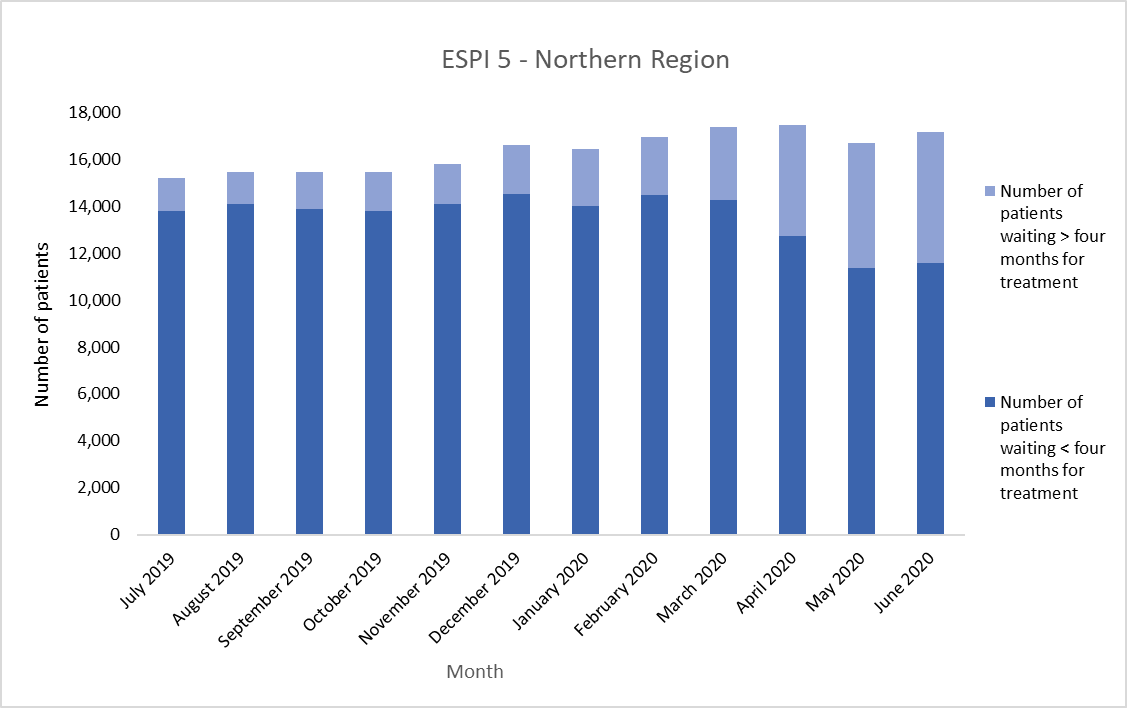 ESPI 5 - Northern Region
18,000
16,000
14,000
12,000
10,000
8,000
6,000
4,000
2,000
0
Number of patients
July 2019
August 2019
September 2019
October 2019
November 2019
December 2019
January 2020
February 2020
March 2020
April 2020
May 2020
June 2020
Month
Number of
patients
waiting > four
months for
treatment
Number of
patients
waiting < four
months for
treatment